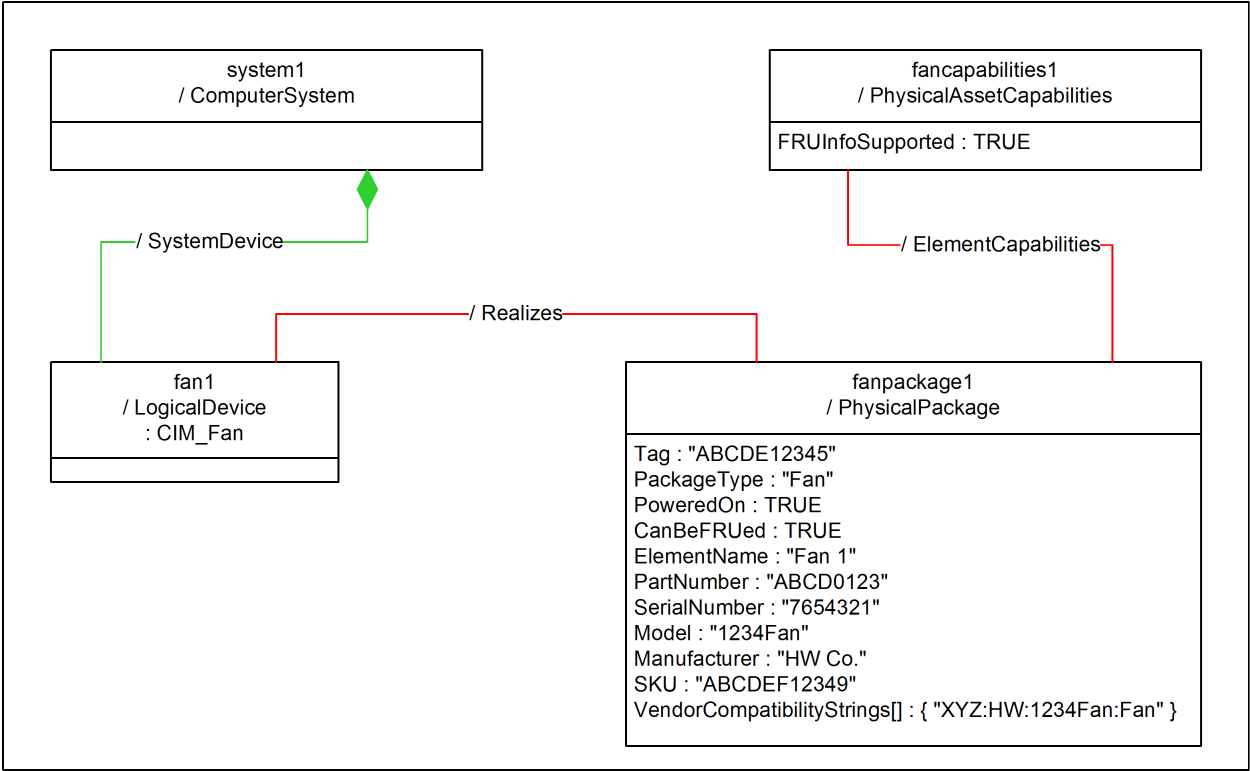 system1
/ ComputerSystem
fancapabilities1
/ PhysicalAssetCapabilities
FRUInfoSupported : TRUE
/ SystemDevice
/ ElementCapabilities
/ Realizes
fan1
/ LogicalDevice
: CIM_Fan
fanpackage1
/ PhysicalPackage
Tag : "ABCDE12345"
PackageType : "Fan"
PoweredOn : TRUE
CanBeFRUed : TRUE
ElementName : "Fan 1"
PartNumber : "ABCD0123"
SerialNumber : "7654321"
Model : "1234Fan"
Manufacturer : "HW Co."
SKU : "ABCDEF12349"
VendorCompatibilityStrings[] : { "XYZ:HW:1234Fan:Fan" }